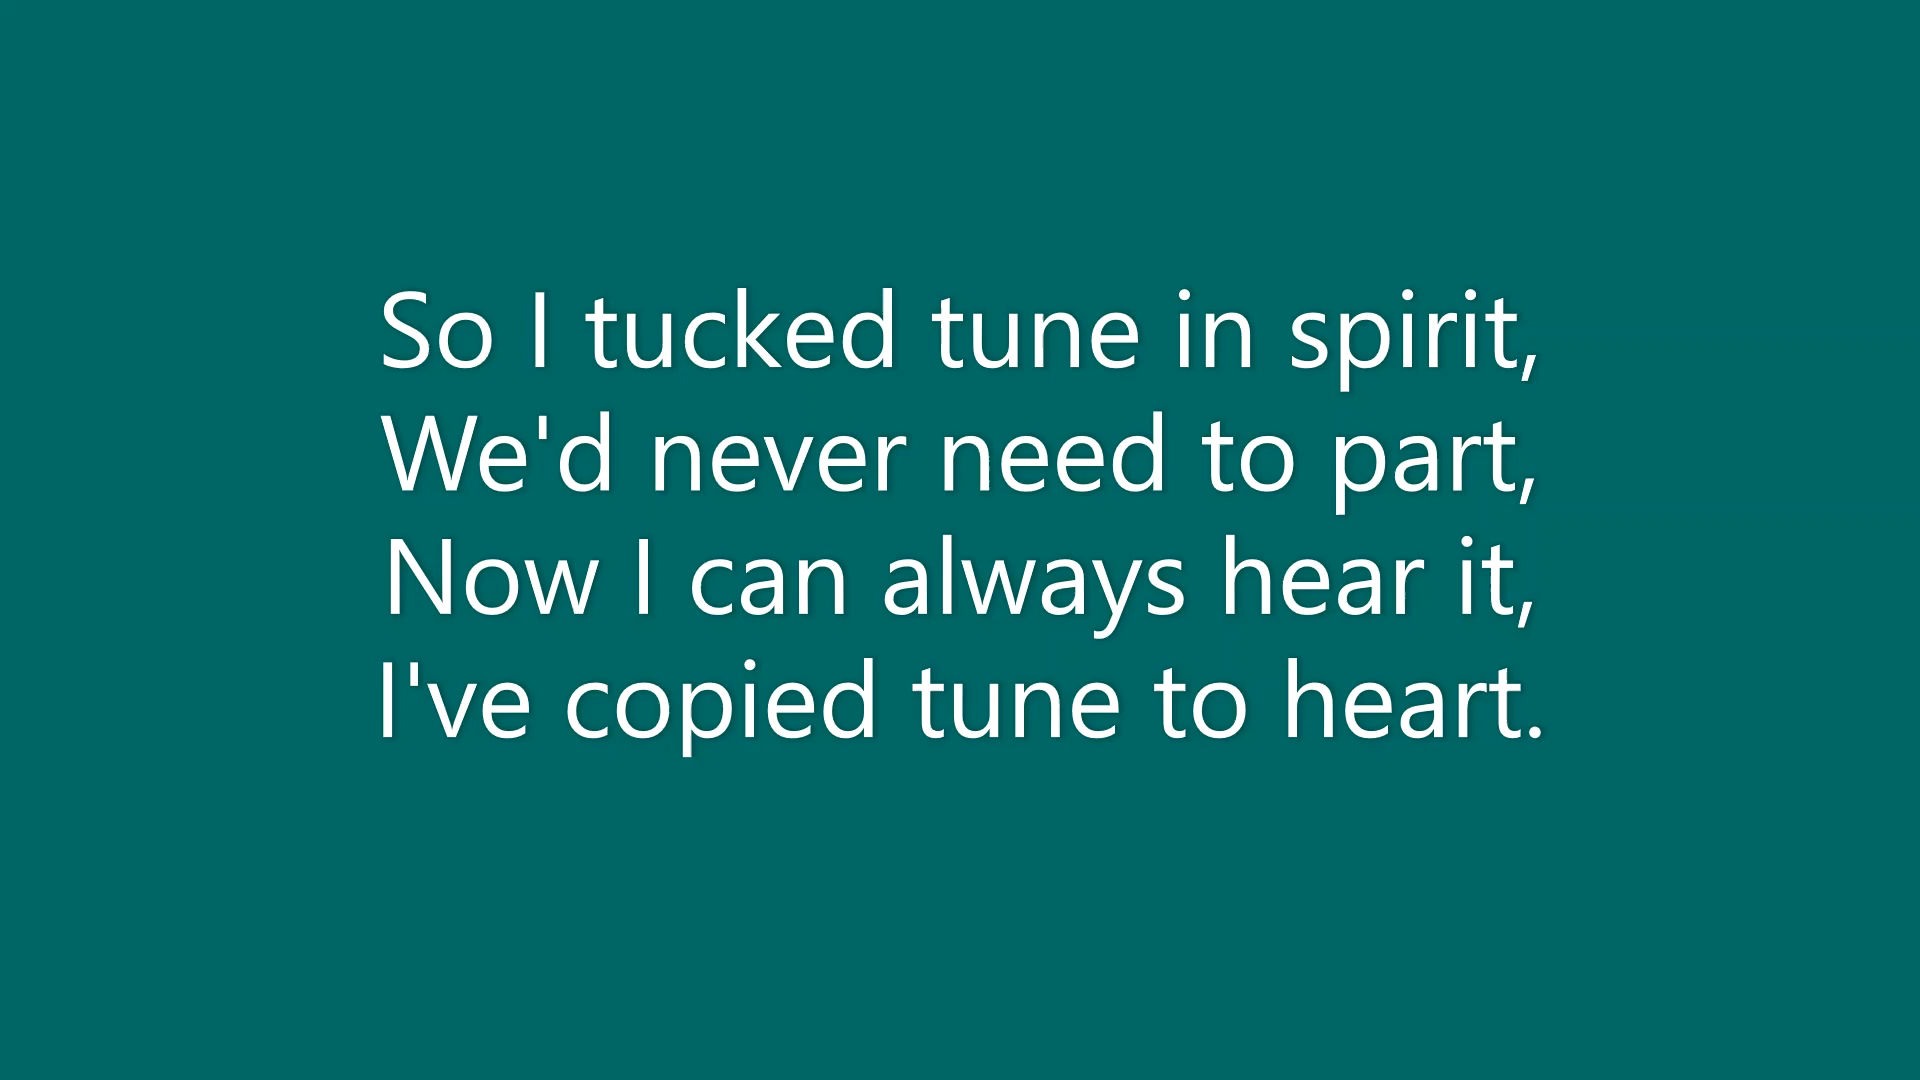 So I tucked tune in spirit,
We'd never need to part,
Now I can always hear it,
I've copied tune to heart.